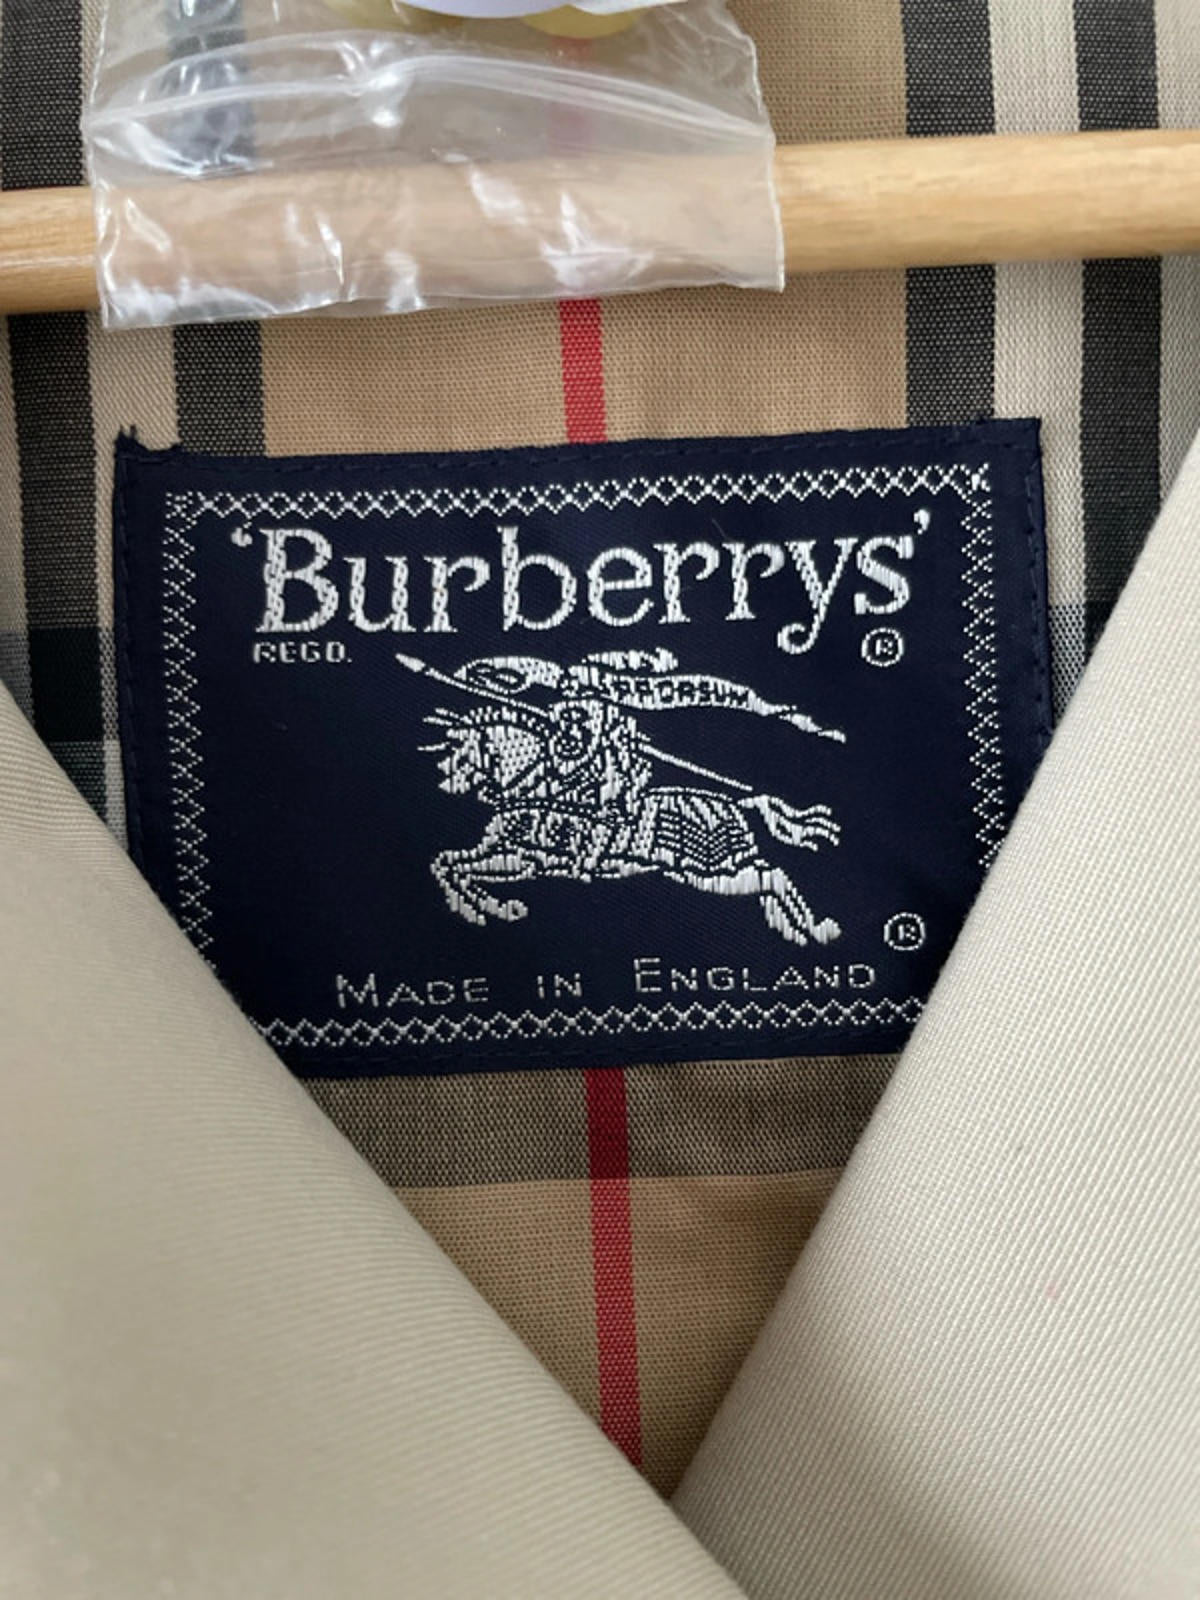 'Burberrys'
REGD. ®
PRORSUM
®
MADE IN ENGLAND